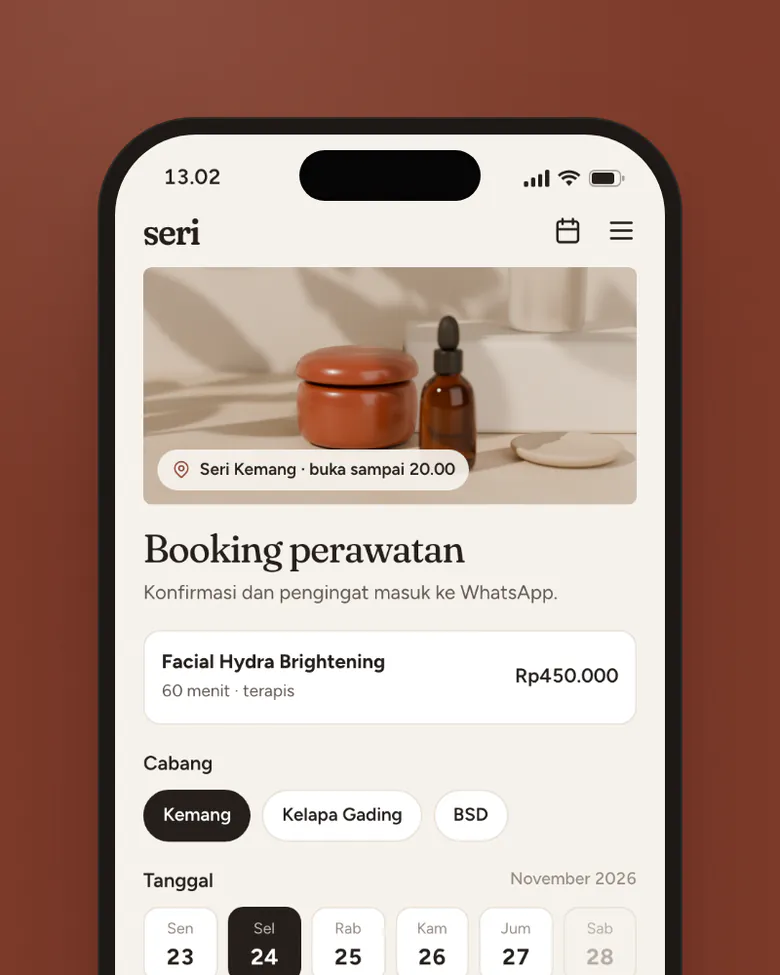 13.02
seri
Seri Kemang · buka sampai 20.00
Booking perawatan
Konfirmasi dan pengingat masuk ke WhatsApp.
Facial Hydra Brightening
60 menit · terapis
Rp450.000
Cabang
Kemang Kelapa Gading BSD
Tanggal November 2026
Sen Sel Rab Kam Jum Sab
23 24 25 26 27 28